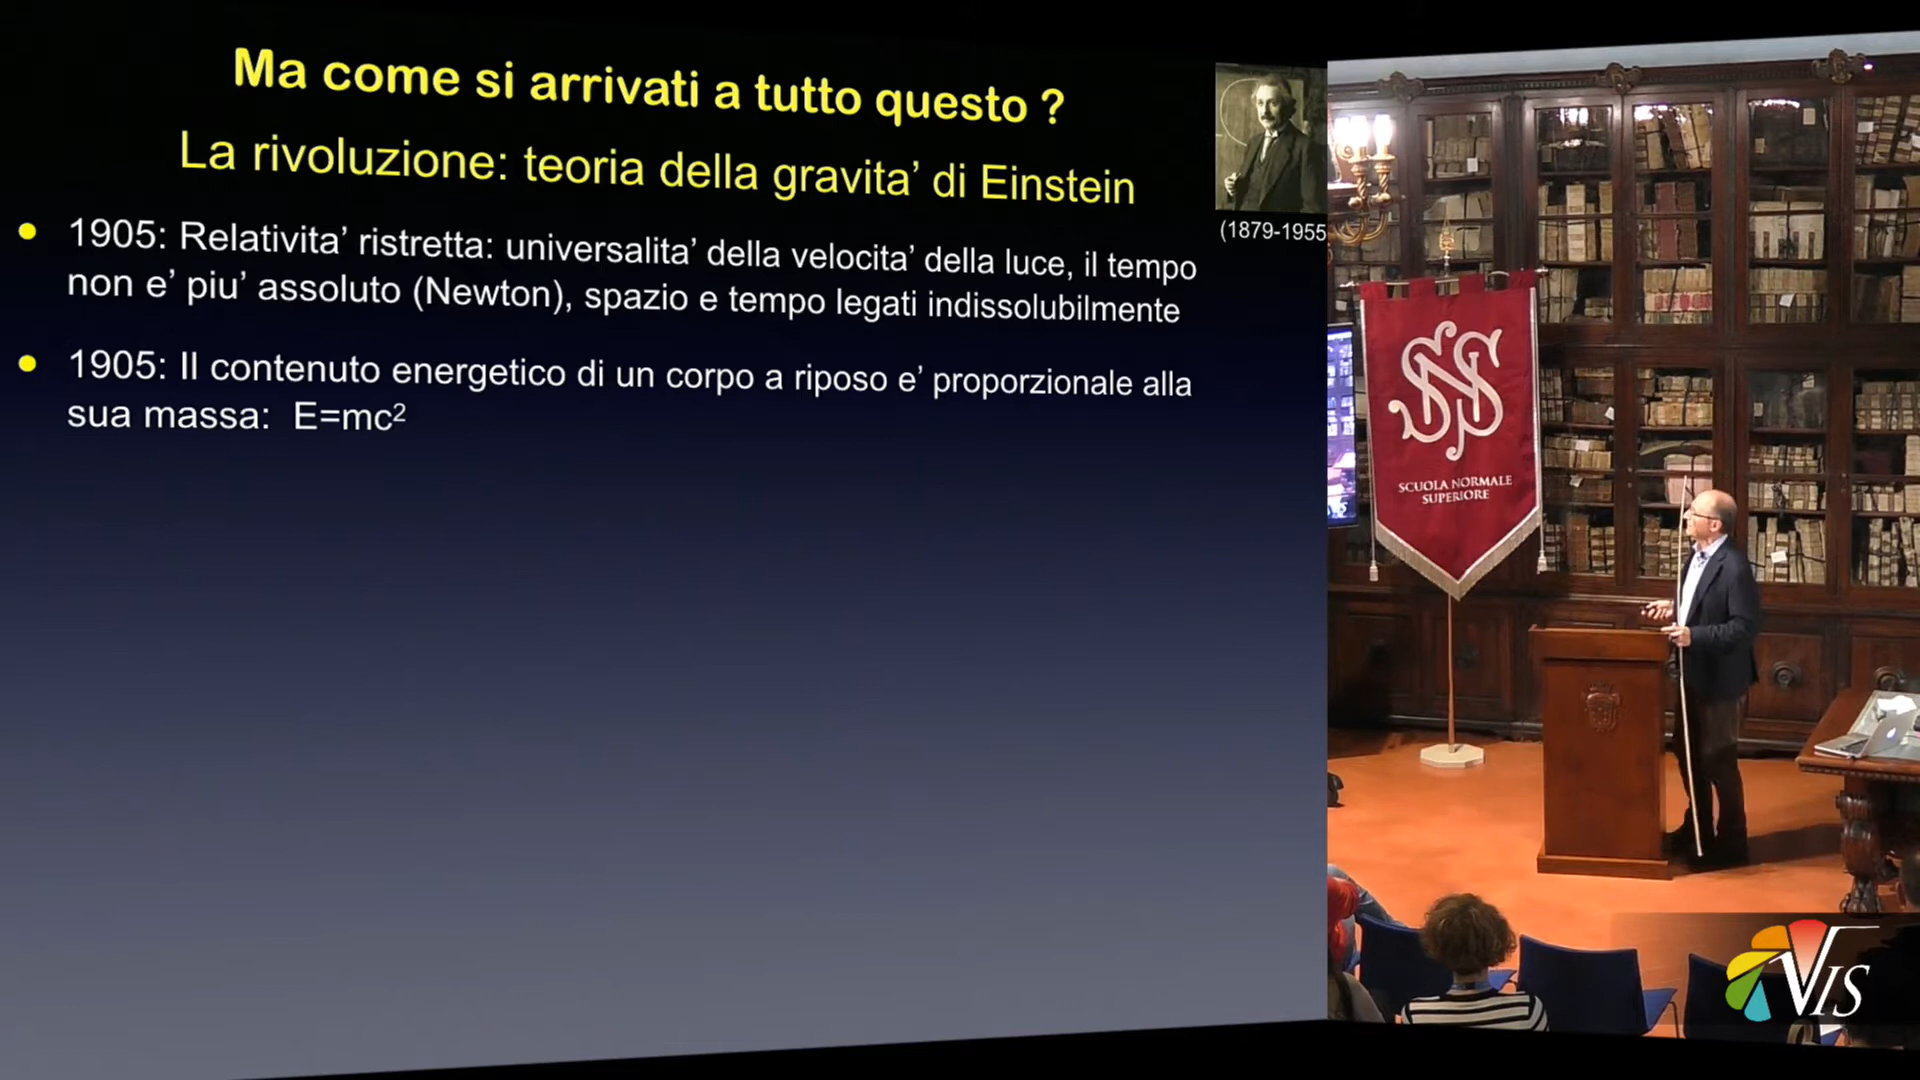 Ma come si arrivati a tutto questo ?
La rivoluzione: teoria della gravita’ di Einstein
(1879-1955
1905: Relativita’ ristretta: universalita’ della velocita’ della luce, il tempo
non e’ piu’ assoluto (Newton), spazio e tempo legati indissolubilmente
1905: Il contenuto energetico di un corpo a riposo e’ proporzionale alla
sua massa: E=mc²
SNS
SCUOLA NORMALE
SUPERIORE
VIS